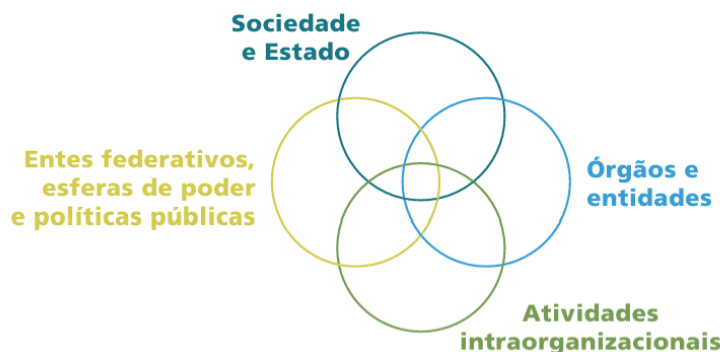 Sociedade
e Estado
Entes federativos,
esferas de poder
e políticas públicas
Órgãos e
entidades
Atividades
intraorganizacionais